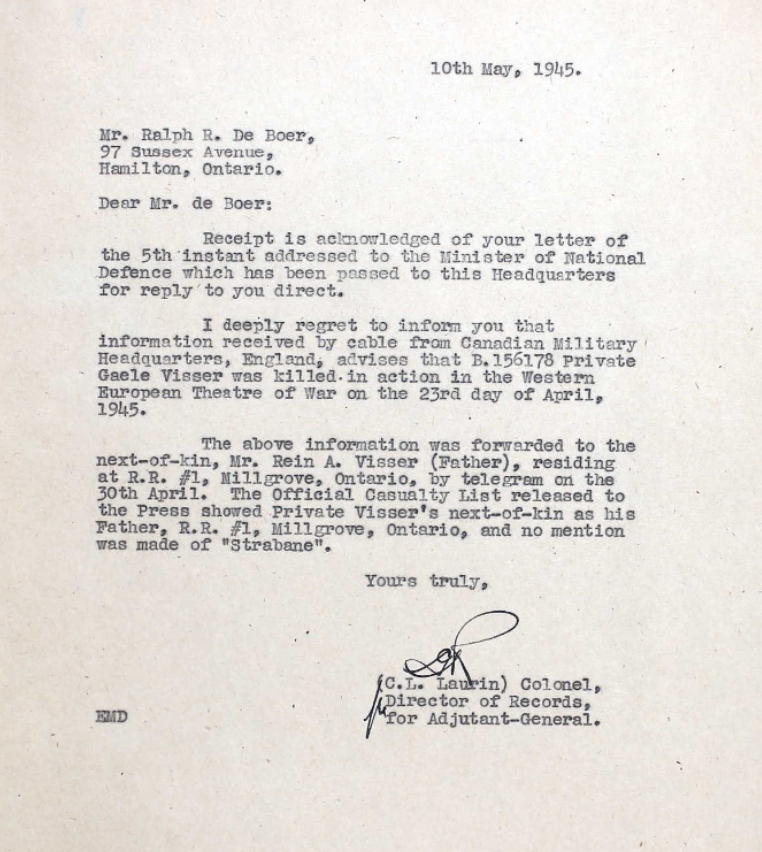 10th May, 1945.
Mr. Ralph R. De Boer,
97 Sussex Avenue,
Hamilton, Ontario.
Dear Mr. de Boer:
Receipt is acknowledged of your letter of
the 5th instant addressed to the Minister of National
Defence which has been passed to this Headquarters
for reply to you direct.
I deeply regret to inform you that
information received by cable from Canadian Military
Headquarters, England, advises that B.156178 Private
Gaele Visser was killed in action in the Western
European Theatre of War on the 23rd day of April,
1945.
The above information was forwarded to the
next-of-kin, Mr. Rein A. Visser (Father), residing
at R.R. #1, Millgrove, Ontario, by telegram on the
30th April. The Official Casualty List released to
the Press showed Private Visser's next-of-kin as his
Father, R.R. #1, Millgrove, Ontario, and no mention
was made of "Strabane".
Yours truly,
(C.L. Laurin) Colonel,
Director of Records,
for Adjutant-General.
EMD